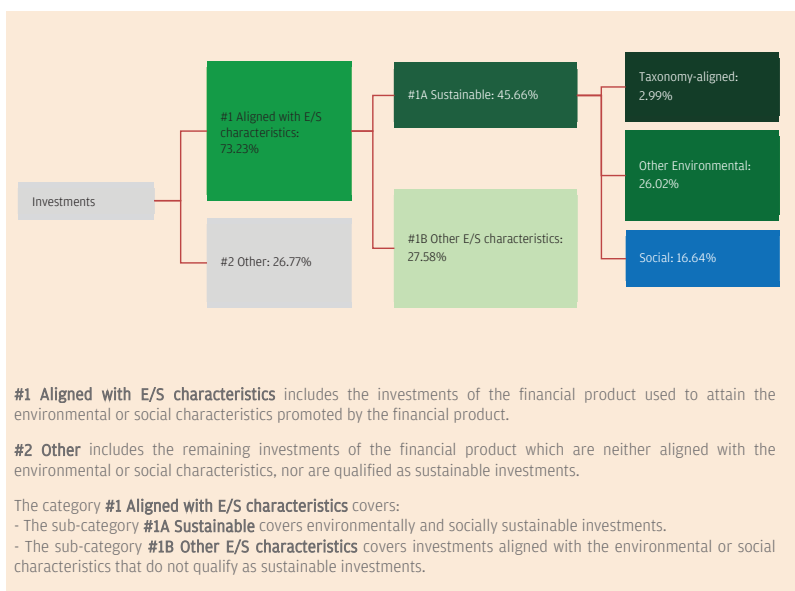 Investments
#1 Aligned with E/S
characteristics:
73.23%
#2 Other: 26.77%
#1A Sustainable: 45.66%
#1B Other E/S characteristics:
27.58%
Taxonomy-aligned:
2.99%
Other Environmental:
26.02%
Social: 16.64%
#1 Aligned with E/S characteristics includes the investments of the financial product used to attain the
environmental or social characteristics promoted by the financial product.
#2 Other includes the remaining investments of the financial product which are neither aligned with the
environmental or social characteristics, nor are qualified as sustainable investments.
The category #1 Aligned with E/S characteristics covers:
- The sub-category #1A Sustainable covers environmentally and socially sustainable investments.
- The sub-category #1B Other E/S characteristics covers investments aligned with the environmental or social
characteristics that do not qualify as sustainable investments.